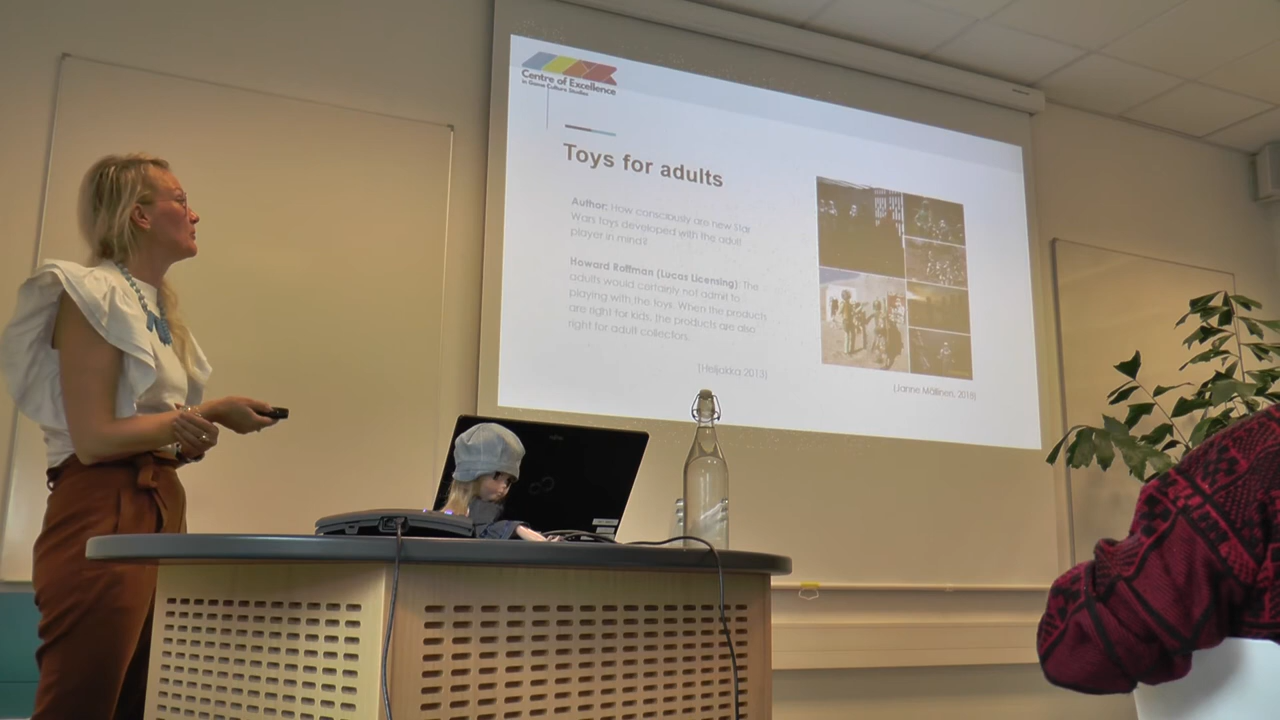 Centre of Excellence
in Game Culture Studies
Toys for adults
Author: How consciously are new Star
Wars toys developed with the adult
player in mind?
Howard Roffman (Lucas Licensing): The
adults would certainly not admit to
playing with the toys. When the products
are right for kids, the products are also
right for adult collectors.
(Heljakka 2013)
(Janne Mällinen, 2018)